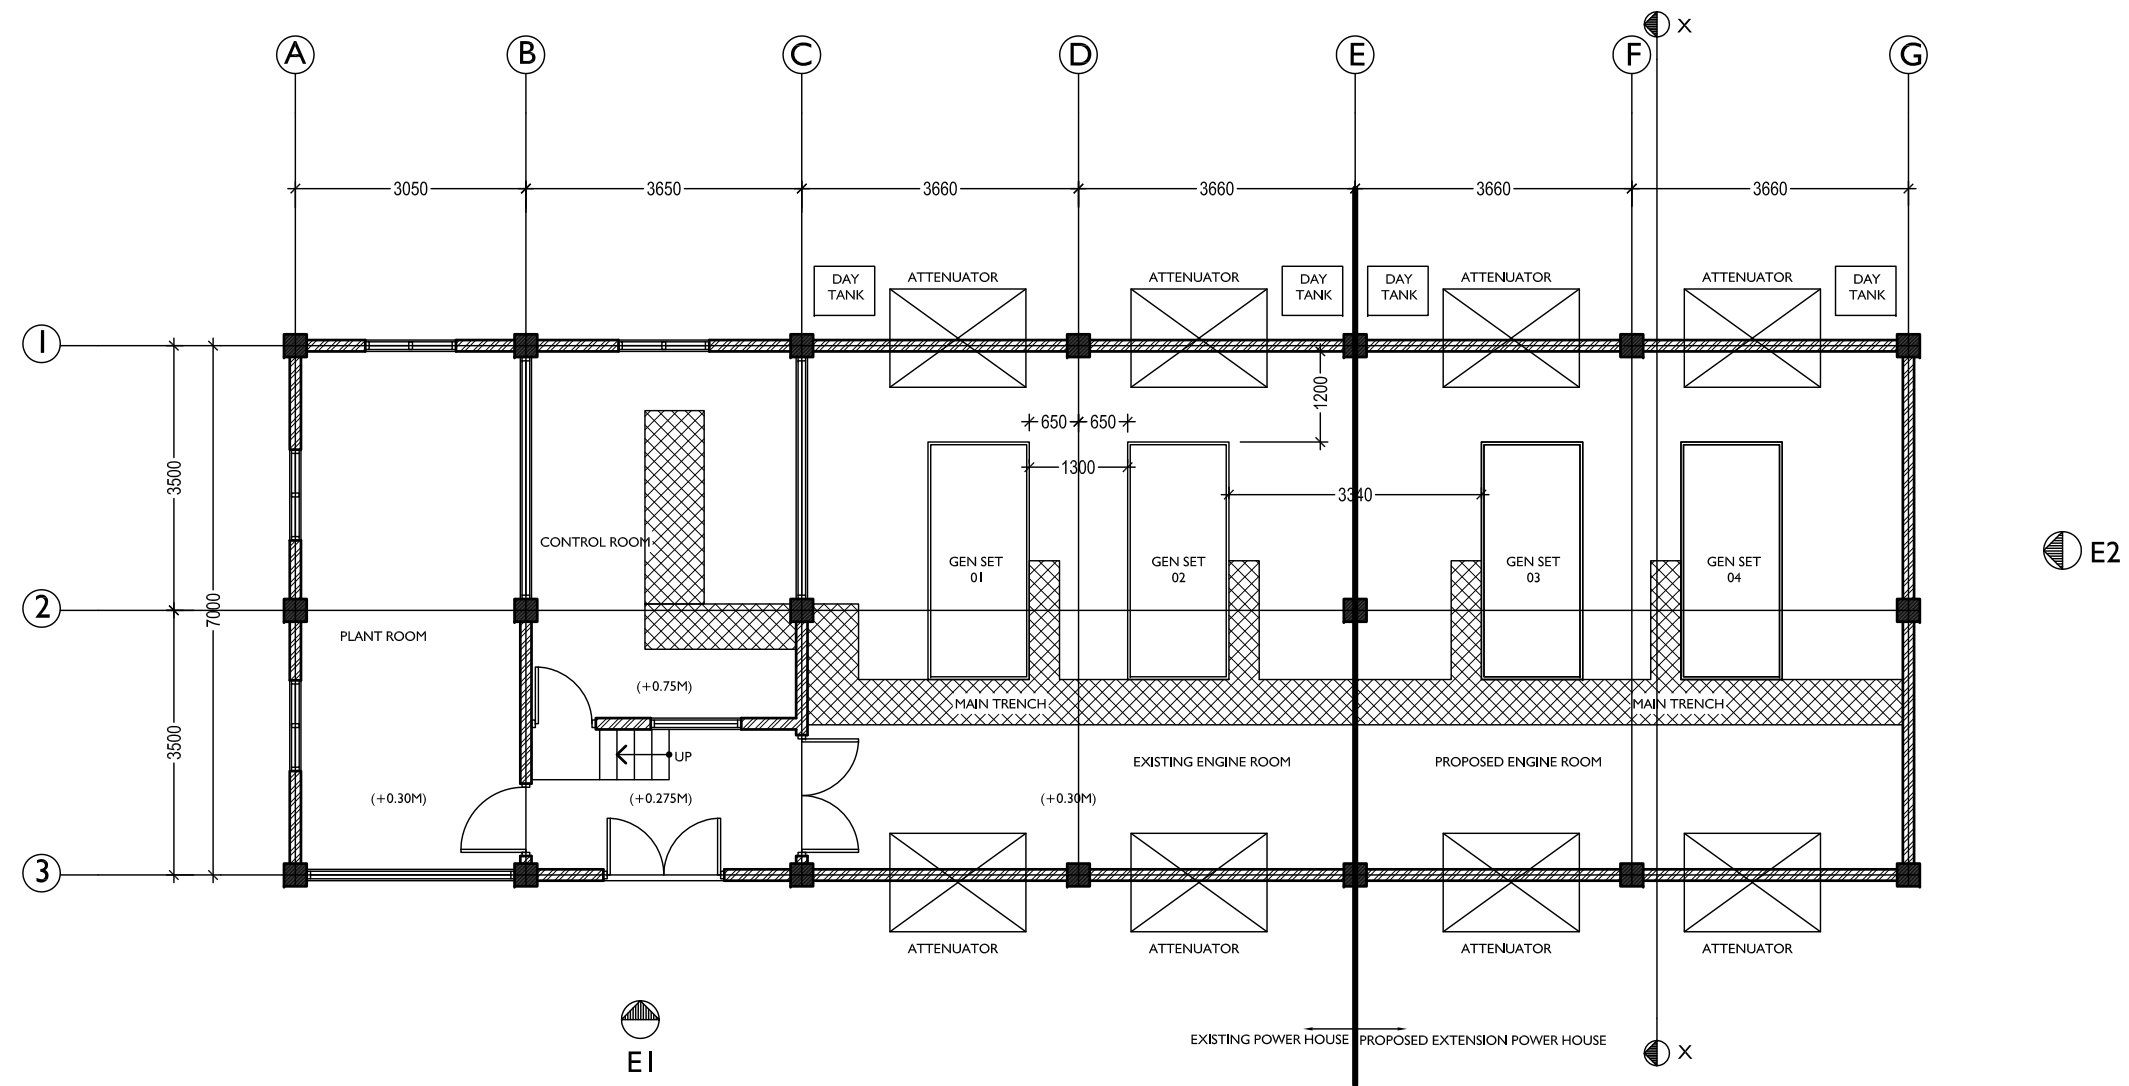 X
A
B
C
D
E
F
G
3050
3650
3660
3660
3660
3660
DAY
TANK
ATTENUATOR
ATTENUATOR
DAY
TANK
DAY
TANK
ATTENUATOR
ATTENUATOR
DAY
TANK
1
1200
650
650
1300
3500
3340
CONTROL ROOM
GEN SET
01
GEN SET
02
GEN SET
03
GEN SET
04
E2
2
7000
PLANT ROOM
(+0.75M)
MAIN TRENCH
MAIN TRENCH
3500
UP
EXISTING ENGINE ROOM
PROPOSED ENGINE ROOM
(+0.30M)
(+0.275M)
(+0.30M)
3
ATTENUATOR
ATTENUATOR
ATTENUATOR
ATTENUATOR
E1
EXISTING POWER HOUSE
PROPOSED EXTENSION POWER HOUSE
X